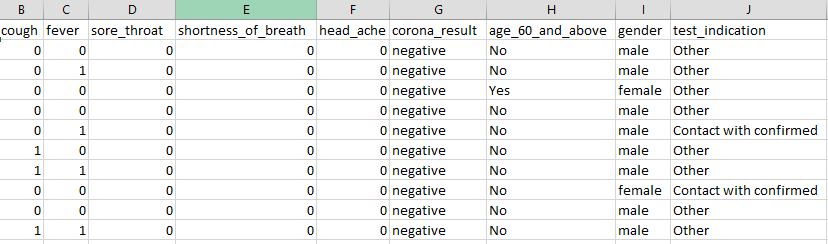 B C D E F G H I J
cough fever sore_throat shortness_of_breath head_ache corona_result age_60_and_above gender test_indication
0 0 0 0 0 negative No male Other
0 1 0 0 0 negative No male Other
0 0 0 0 0 negative Yes female Other
0 0 0 0 0 negative No male Other
0 1 0 0 0 negative No male Contact with confirmed
1 0 0 0 0 negative No male Other
1 1 0 0 0 negative No male Other
0 0 0 0 0 negative No female Contact with confirmed
0 0 0 0 0 negative No male Other
1 1 0 0 0 negative No male Other